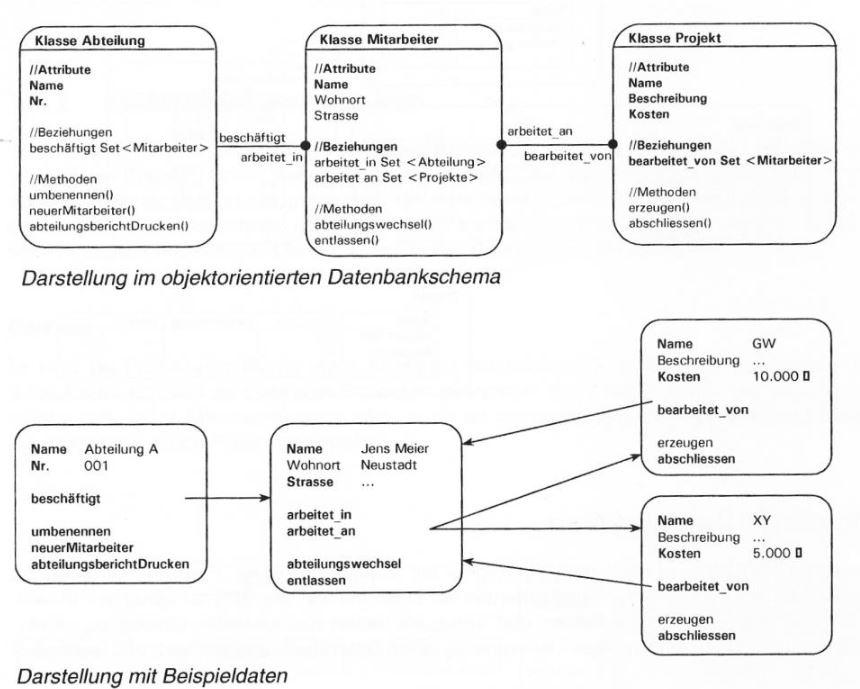 Klasse Abteilung
//Attribute
Name
Nr.
//Beziehungen
beschäftigt Set <Mitarbeiter>
//Methoden
umbenennen()
neuerMitarbeiter()
abteilungsberichtDrucken()
beschäftigt
arbeitet_in
Klasse Mitarbeiter
//Attribute
Name
Wohnort
Strasse
//Beziehungen
arbeitet_in Set <Abteilung>
arbeitet an Set <Projekte>
//Methoden
abteilungswechsel()
entlassen()
arbeitet_an
bearbeitet_von
Klasse Projekt
//Attribute
Name
Beschreibung
Kosten
//Beziehungen
bearbeitet_von Set <Mitarbeiter>
//Methoden
erzeugen()
abschliessen()
Darstellung im objektorientierten Datenbankschema
Name Abteilung A
Nr. 001
beschäftigt
umbenennen
neuerMitarbeiter
abteilungsberichtDrucken
Name Jens Meier
Wohnort Neustadt
Strasse ...
arbeitet_in
arbeitet_an
abteilungswechsel
entlassen
Name GW
Beschreibung ...
Kosten 10.000 ▯
bearbeitet_von
erzeugen
abschliessen
Name XY
Beschreibung ...
Kosten 5.000 ▯
bearbeitet_von
erzeugen
abschliessen
Darstellung mit Beispieldaten